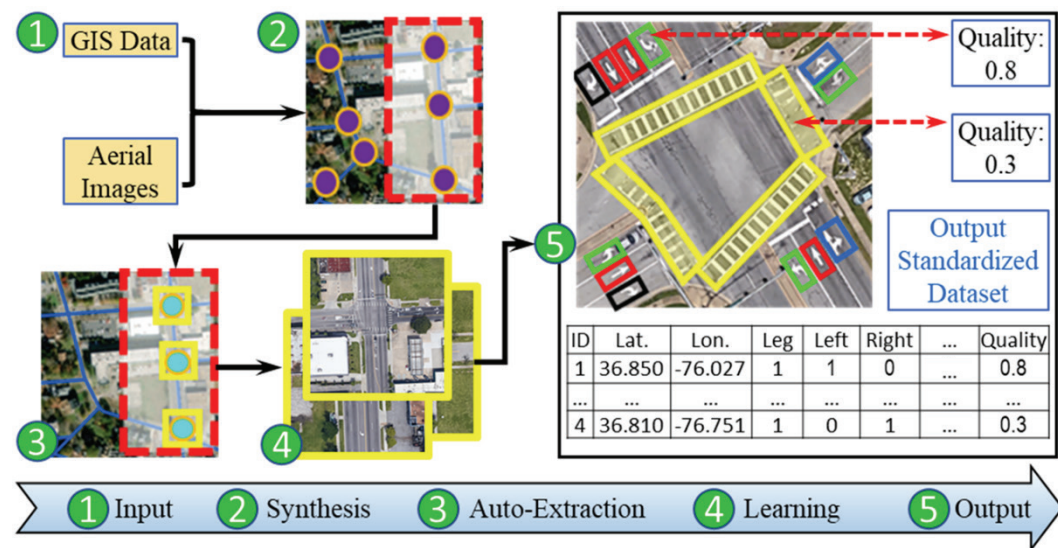 1
GIS Data
Aerial
Images
2
3
4
5
Quality:
0.8
Quality:
0.3
Output
Standardized
Dataset
ID Lat. Lon. Leg Left Right ... Quality
1 36.850 -76.027 1 1 0 ... 0.8
... ... ... ... ... ... ... ...
4 36.810 -76.751 1 0 1 ... 0.3
1 Input 2 Synthesis 3 Auto-Extraction 4 Learning 5 Output